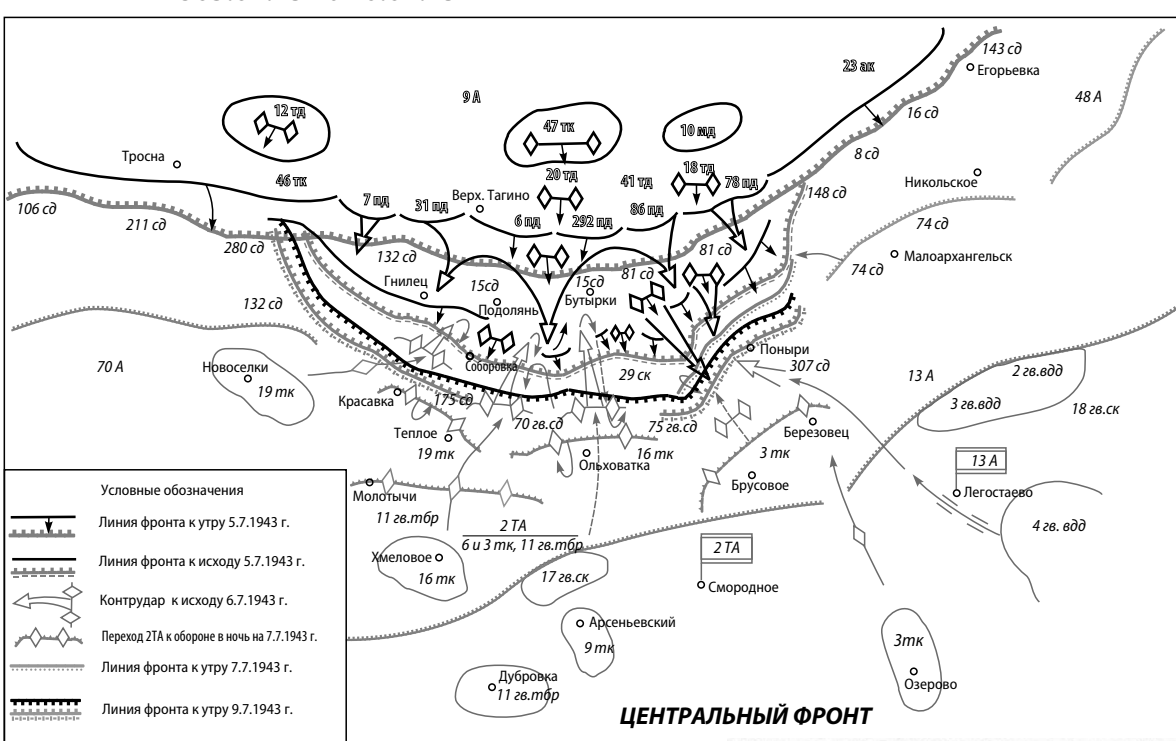 143 сд
Егорьевка
23 ак
48 А
9 А
12 тд
47 тк
10 мд
16 сд
8 сд
Тросна
46 тк
20 тд
41 тд
18 тд
78 пд
148 сд
Никольское
7 пд
31 пд
Верх. Тагино
6 пд
292 пд
86 пд
106 сд
211 сд
280 сд
132 сд
81 сд
81 сд
74 сд
74 сд
Малоархангельск
132 сд
Гнилец
15сд
Подолянь
15сд
Бутырки
70 А
Новоселки
19 тк
Соборовка
29 ск
Поныри
307 сд
13 А
2 гв.вдд
3 гв.вдд
18 гв.ск
Красавка
175 сд
70 гв.сд
75 гв.сд
Теплое
19 тк
16 тк
Ольховатка
Березовец
3 тк
Брусовое
13 А
Легостаево
4 гв. вдд
Молотычи
11 гв.тбр
2 ТА
6 и 3 тк, 11 гв.тбр
Хмелевое
16 тк
17 гв.ск
2 ТА
Смородное
Арсеньевский
9 тк
Дубровка
11 гв.тбр
3тк
Озерово
ЦЕНТРАЛЬНЫЙ ФРОНТ
Условные обозначения
Линия фронта к утру 5.7.1943 г.
Линия фронта к исходу 5.7.1943 г.
Контрудар к исходу 6.7.1943 г.
Переход 2ТА к обороне в ночь на 7.7.1943 г.
Линия фронта к утру 7.7.1943 г.
Линия фронта к утру 9.7.1943 г.